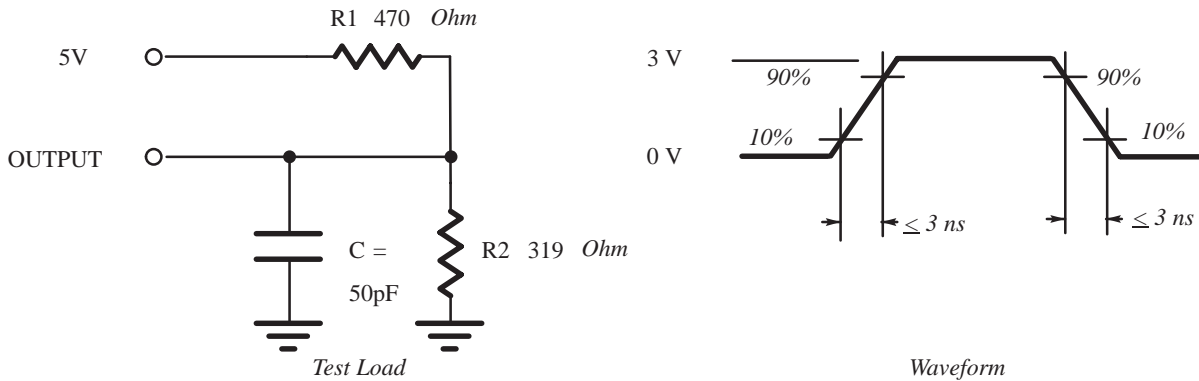 R1 470 Ohm
5V
OUTPUT
C =
50pF
R2 319 Ohm
Test Load
3 V
90%
90%
10%
10%
0 V
≤ 3 ns
≤ 3 ns
Waveform